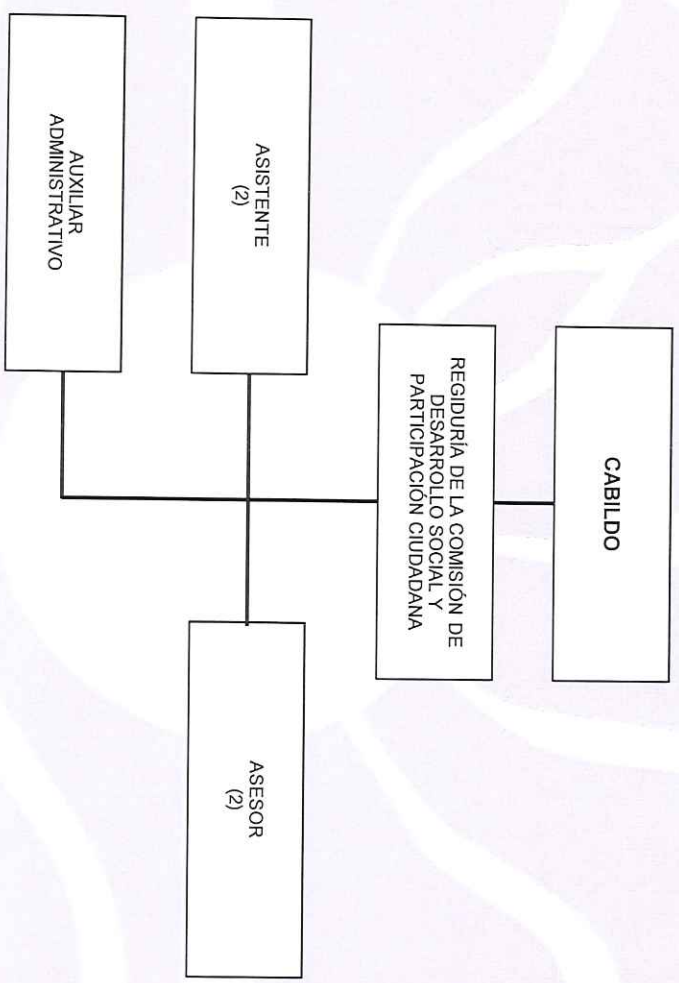 CABILDO
REGIDURÍA DE LA COMISIÓN DE
DESARROLLO SOCIAL Y
PARTICIPACIÓN CIUDADANA
ASISTENTE
(2)
ASESOR
(2)
AUXILIAR
ADMINISTRATIVO